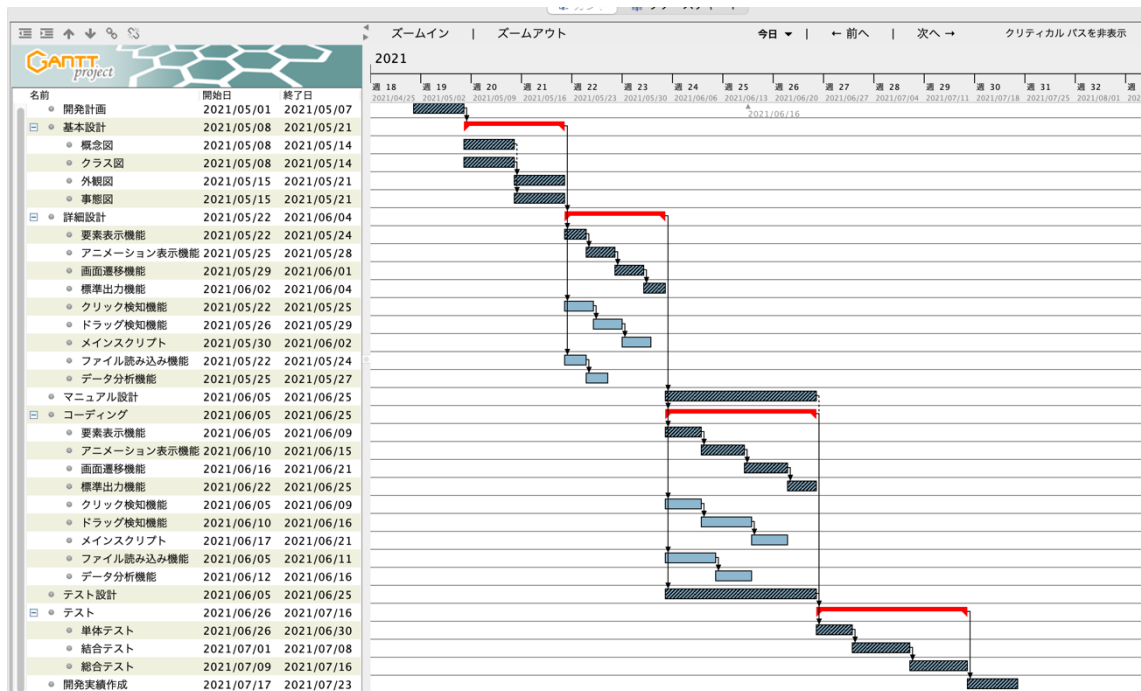 ズームイン | ズームアウト 今日 ▼ | ← 前へ | 次へ → クリティカル パスを非表示
GANTT project
2021
週 18 週 19 週 20 週 21 週 22 週 23 週 24 週 25 週 26 週 27 週 28 週 29 週 30 週 31 週 32 週
2021/04/25 2021/05/02 2021/05/09 2021/05/16 2021/05/23 2021/05/30 2021/06/06 2021/06/13 2021/06/20 2021/06/27 2021/07/04 2021/07/11 2021/07/18 2021/07/25 2021/08/01 202
2021/06/16
名前 開始日 終了日
開発計画 2021/05/01 2021/05/07
基本設計 2021/05/08 2021/05/21
概念図 2021/05/08 2021/05/14
クラス図 2021/05/08 2021/05/14
外観図 2021/05/15 2021/05/21
事態図 2021/05/15 2021/05/21
詳細設計 2021/05/22 2021/06/04
要素表示機能 2021/05/22 2021/05/24
アニメーション表示機能 2021/05/25 2021/05/28
画面遷移機能 2021/05/29 2021/06/01
標準出力機能 2021/06/02 2021/06/04
クリック検知機能 2021/05/22 2021/05/25
ドラッグ検知機能 2021/05/26 2021/05/29
メインスクリプト 2021/05/30 2021/06/02
ファイル読み込み機能 2021/05/22 2021/05/24
データ分析機能 2021/05/25 2021/05/27
マニュアル設計 2021/06/05 2021/06/25
コーディング 2021/06/05 2021/06/25
要素表示機能 2021/06/05 2021/06/09
アニメーション表示機能 2021/06/10 2021/06/15
画面遷移機能 2021/06/16 2021/06/21
標準出力機能 2021/06/22 2021/06/25
クリック検知機能 2021/06/05 2021/06/09
ドラッグ検知機能 2021/06/10 2021/06/16
メインスクリプト 2021/06/17 2021/06/21
ファイル読み込み機能 2021/06/05 2021/06/11
データ分析機能 2021/06/12 2021/06/16
テスト設計 2021/06/05 2021/06/25
テスト 2021/06/26 2021/07/16
単体テスト 2021/06/26 2021/06/30
結合テスト 2021/07/01 2021/07/08
総合テスト 2021/07/09 2021/07/16
開発実績作成 2021/07/17 2021/07/23